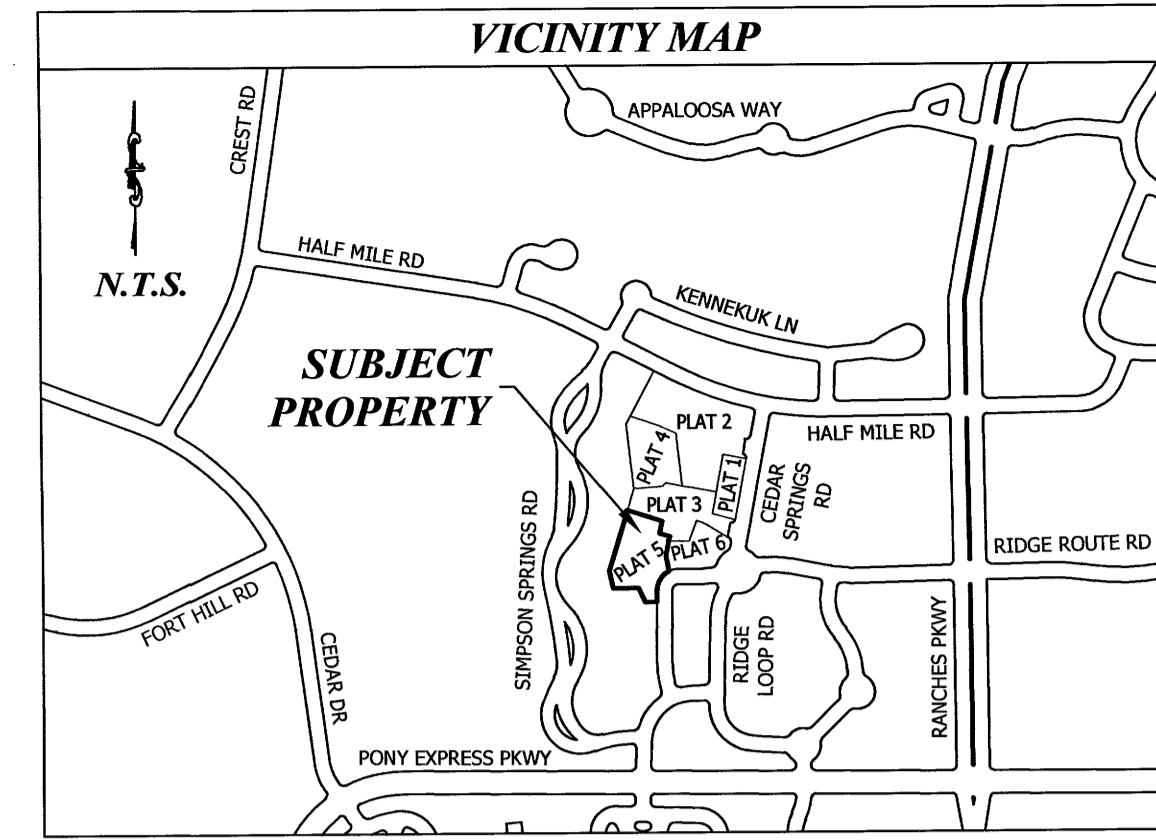 VICINITY MAP
APPALOOSA WAY
CREST RD
N.T.S.
HALF MILE RD
KENNEKUK LN
SUBJECT
PROPERTY
PLAT 2
HALF MILE RD
PLAT 4
PLAT 1
CEDAR
SPRINGS
RD
PLAT 3
PLAT 6
PLAT 5
RIDGE ROUTE RD
SIMPSON SPRINGS RD
FORT HILL RD
CEDAR DR
RIDGE
LOOP RD
RANCHES PKWY
PONY EXPRESS PKWY